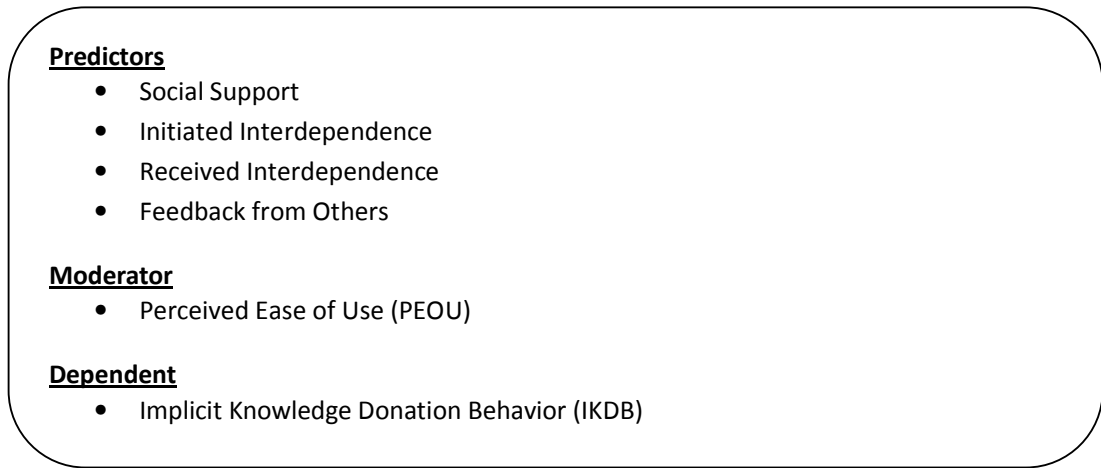 Predictors
• Social Support
• Initiated Interdependence
• Received Interdependence
• Feedback from Others
Moderator
• Perceived Ease of Use (PEOU)
Dependent
• Implicit Knowledge Donation Behavior (IKDB)